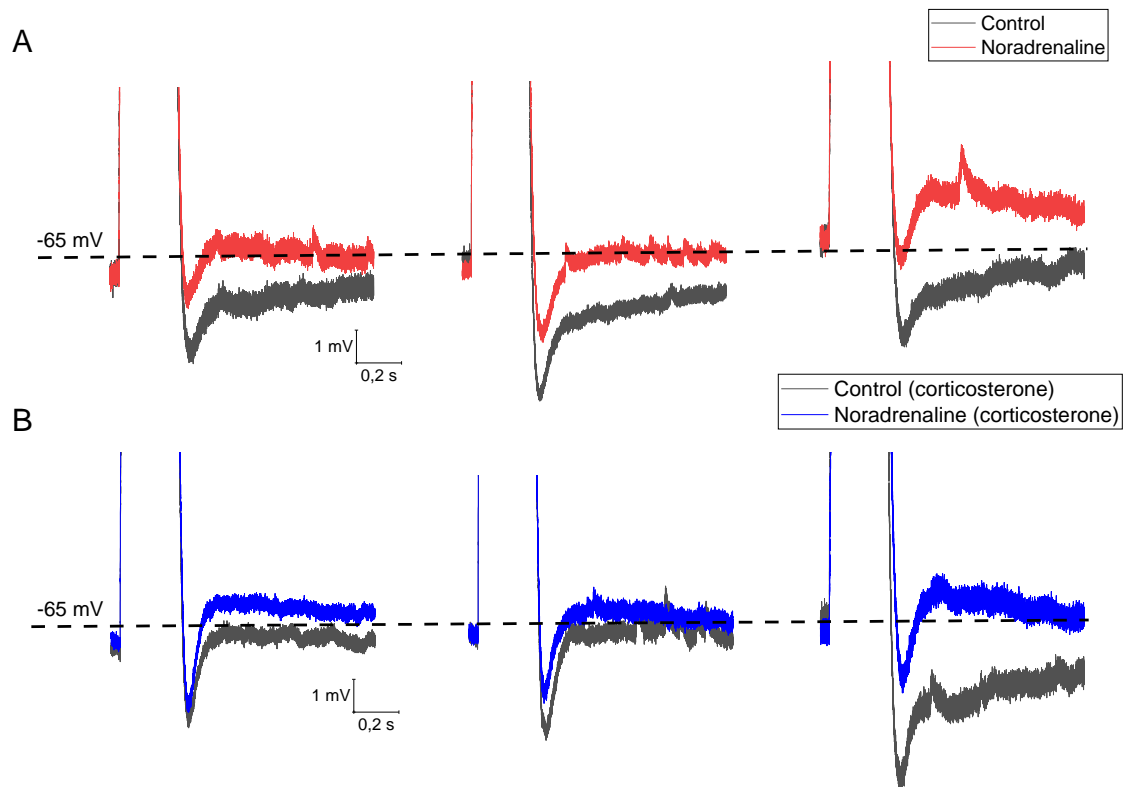 A
Control
Noradrenaline
-65 mV
1 mV
0,2 s
Control (corticosterone)
Noradrenaline (corticosterone)
B
-65 mV
1 mV
0,2 s